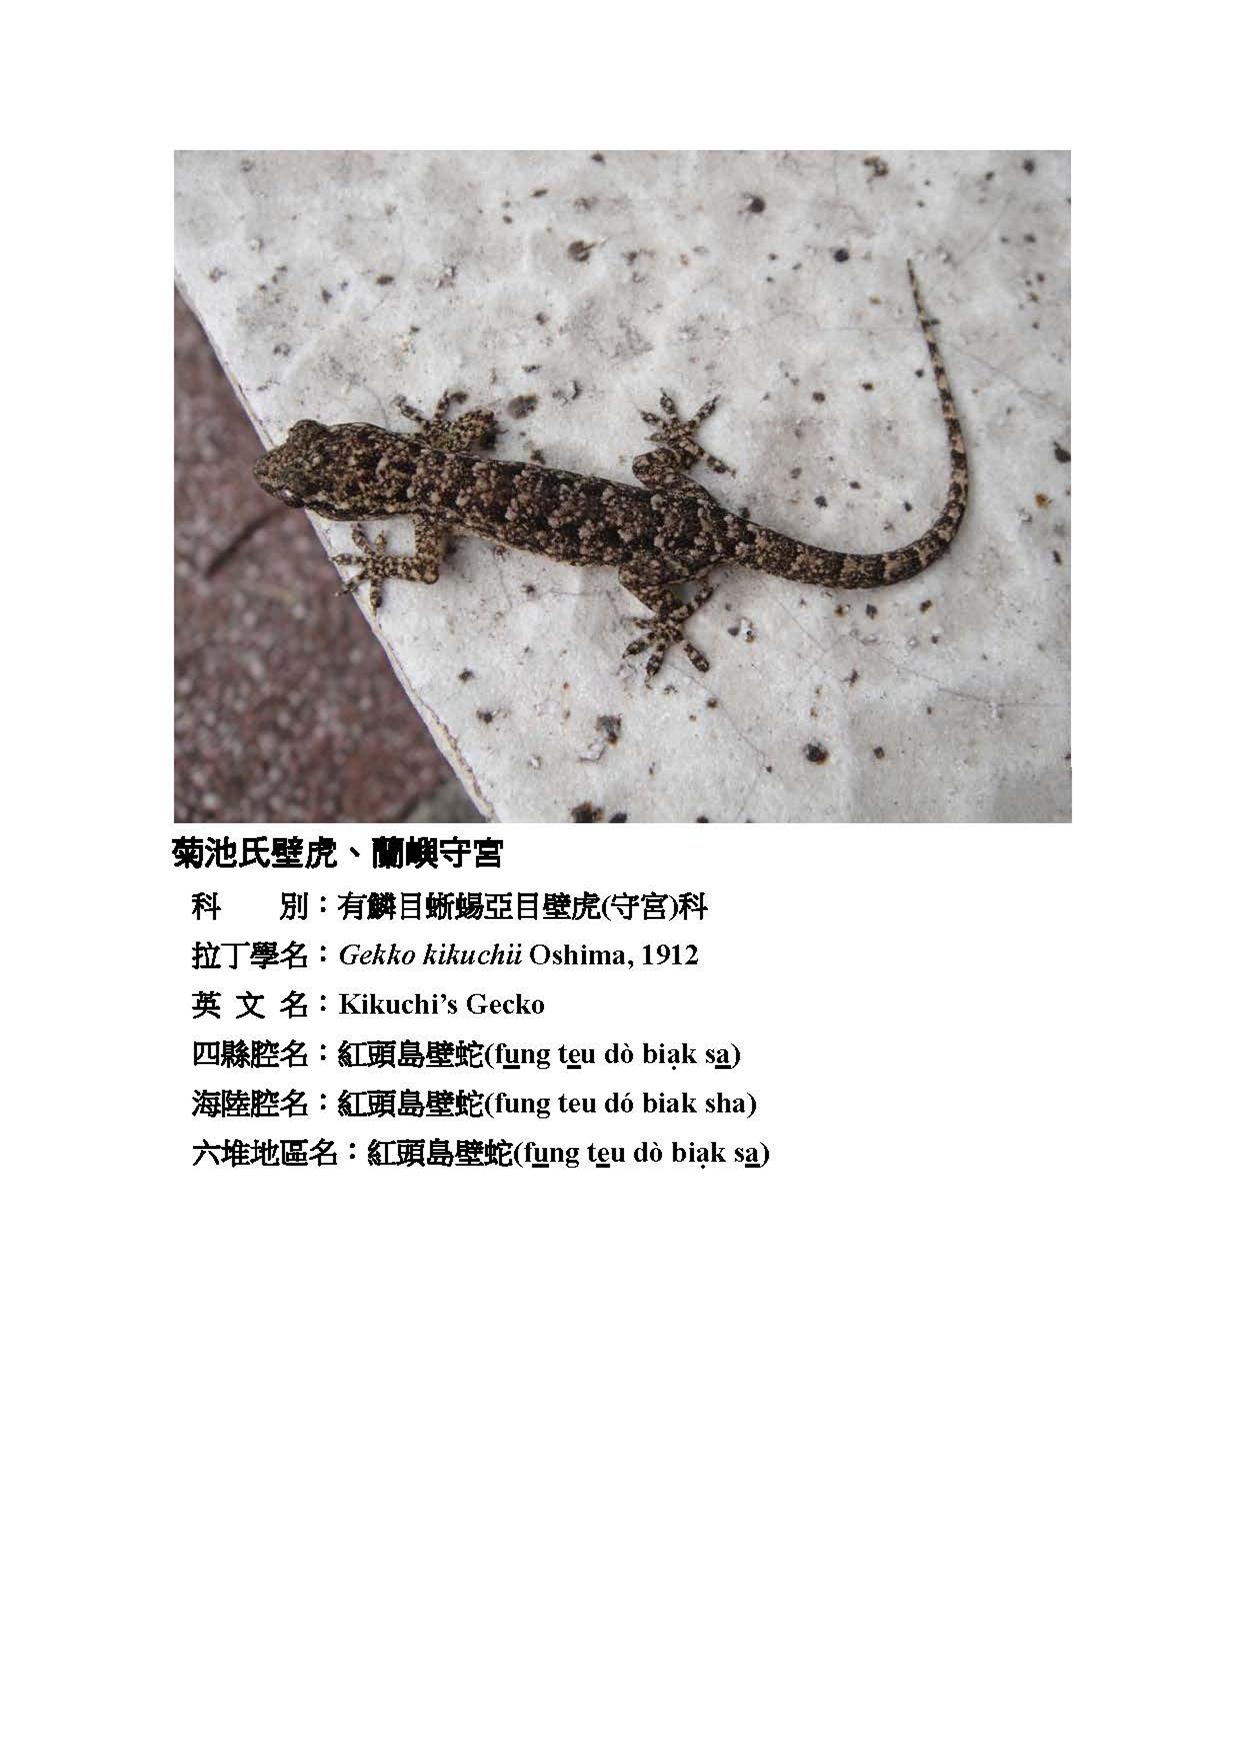 菊池氏壁虎、蘭嶼守宮
科　　別：有鱗目蜥蜴亞目壁虎(守宮)科
拉丁學名：Gekko kikuchii Oshima, 1912
英 文 名：Kikuchi’s Gecko
四縣腔名：紅頭島壁蛇(fu̲ng te̲u dò biạk sa̲)
海陸腔名：紅頭島壁蛇(fung teu dó biak sha)
六堆地區名：紅頭島壁蛇(fu̲ng te̲u dò biạk sa̲)